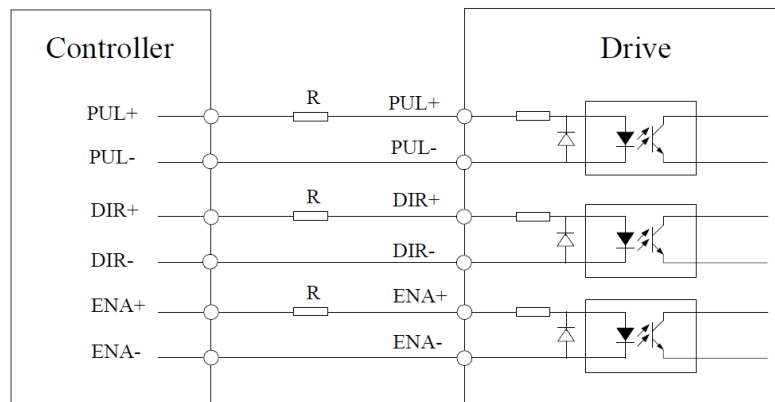 Controller
Drive
PUL+ R PUL+
PUL- PUL-
DIR+ R DIR+
DIR- DIR-
ENA+ R ENA+
ENA- ENA-